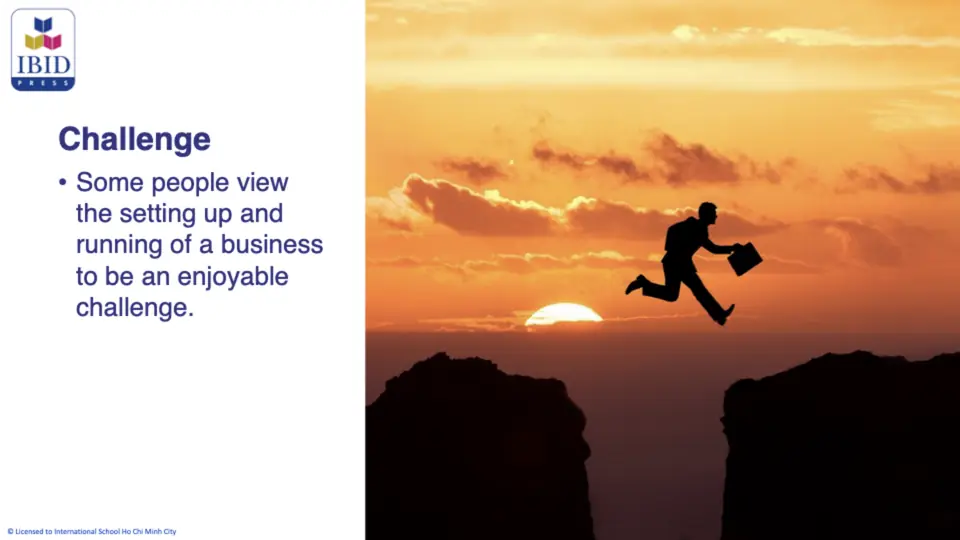 IBID
PRESS
Challenge
• Some people view
the setting up and
running of a business
to be an enjoyable
challenge.
© Licensed to International School Ho Chi Minh City